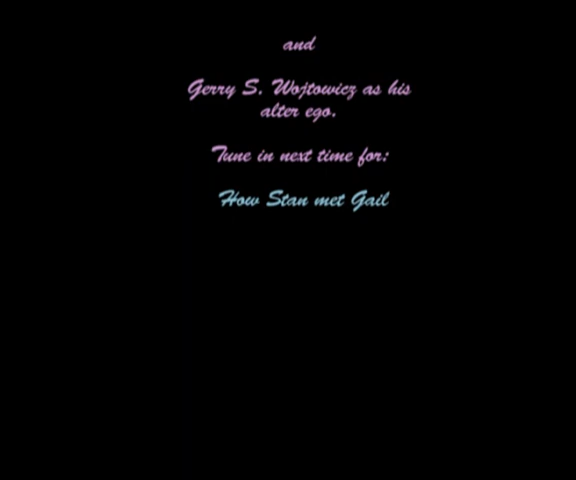 and
Gerry S. Wojtowicz as his
alter ego.
Tune in next time for:
How Stan met Gail